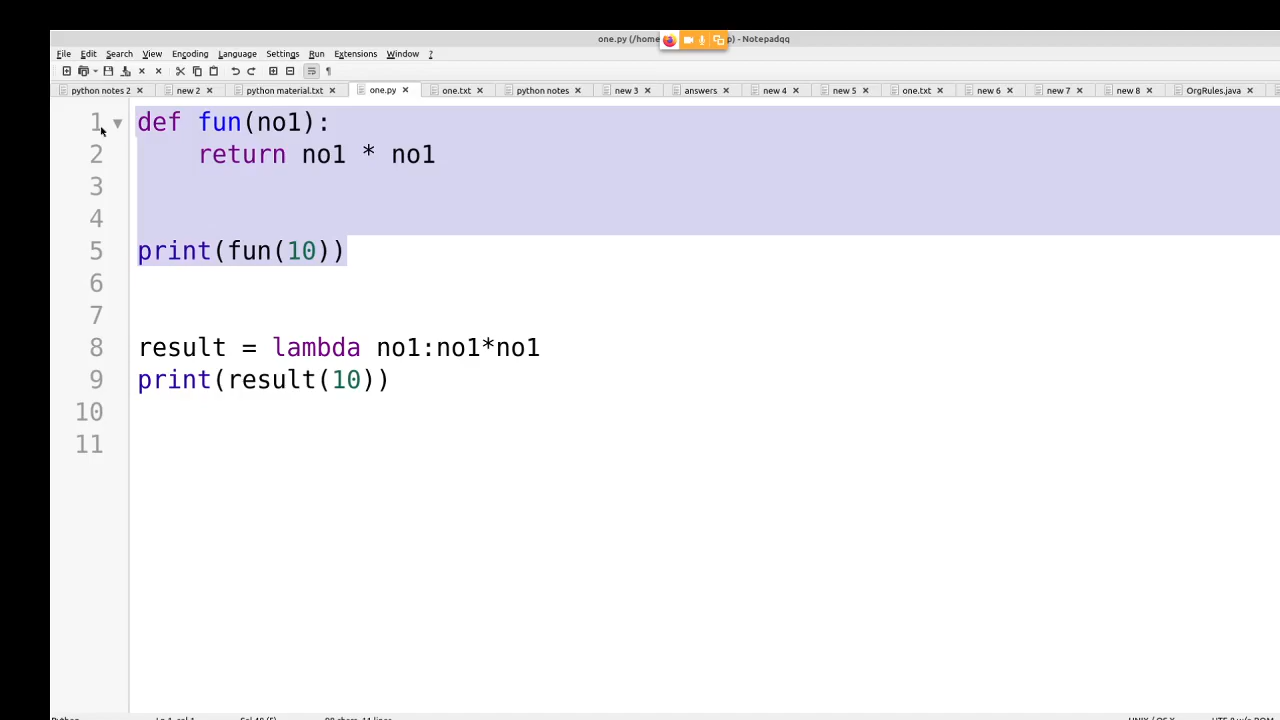 one.py (/home p) - Notepadqq
File Edit Search View Encoding Language Settings Run Extensions Window ?
python notes 2 new 2 python material.txt one.py one.txt python notes new 3 answers new 4 new 5 one.txt new 6 new 7 new 8 OrgRules.java
1 def fun(no1):
2 return no1 * no1
3
4
5 print(fun(10))
6
7
8 result = lambda no1:no1*no1
9 print(result(10))
10
11